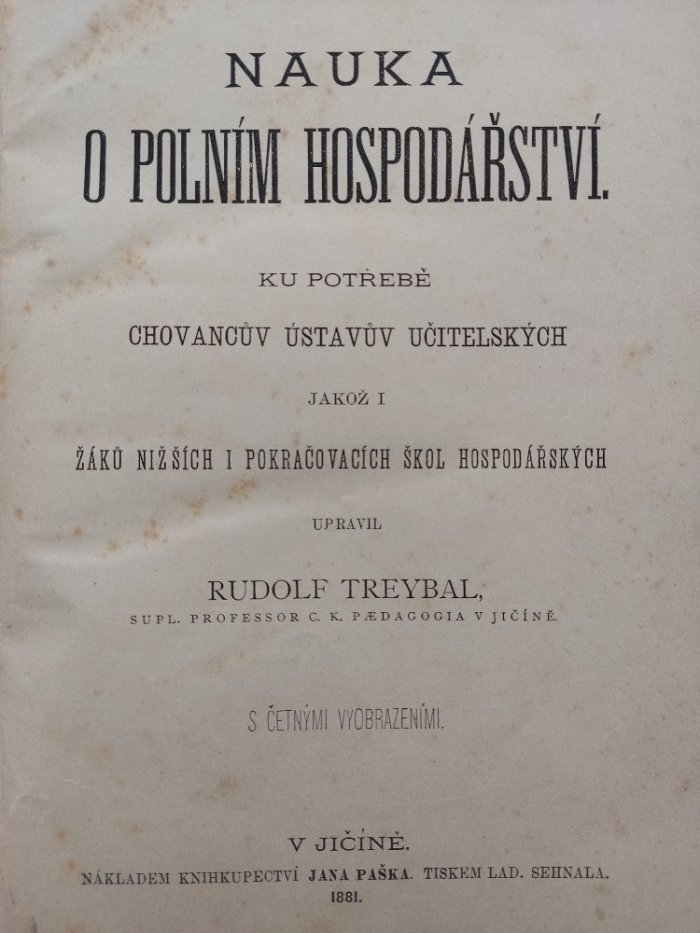 NAUKA
O POLNÍM HOSPODÁŘSTVÍ.
KU POTŘEBĚ
CHOVANCŮV ÚSTAVŮV UČITELSKÝCH
JAKOŽ I
ŽÁKŮ NIŽŠÍCH I POKRAČOVACÍCH ŠKOL HOSPODÁŘSKÝCH
UPRAVIL
RUDOLF TREYBAL,
SUPL. PROFESSOR C. K. PÆDAGOGIA V JIČÍNĚ.
S ČETNÝMI VYOBRAZENÍMI.
V JIČÍNĚ.
NÁKLADEM KNIHKUPECTVÍ JANA PAŠKA. TISKEM LAD. SEHNALA.
1881.